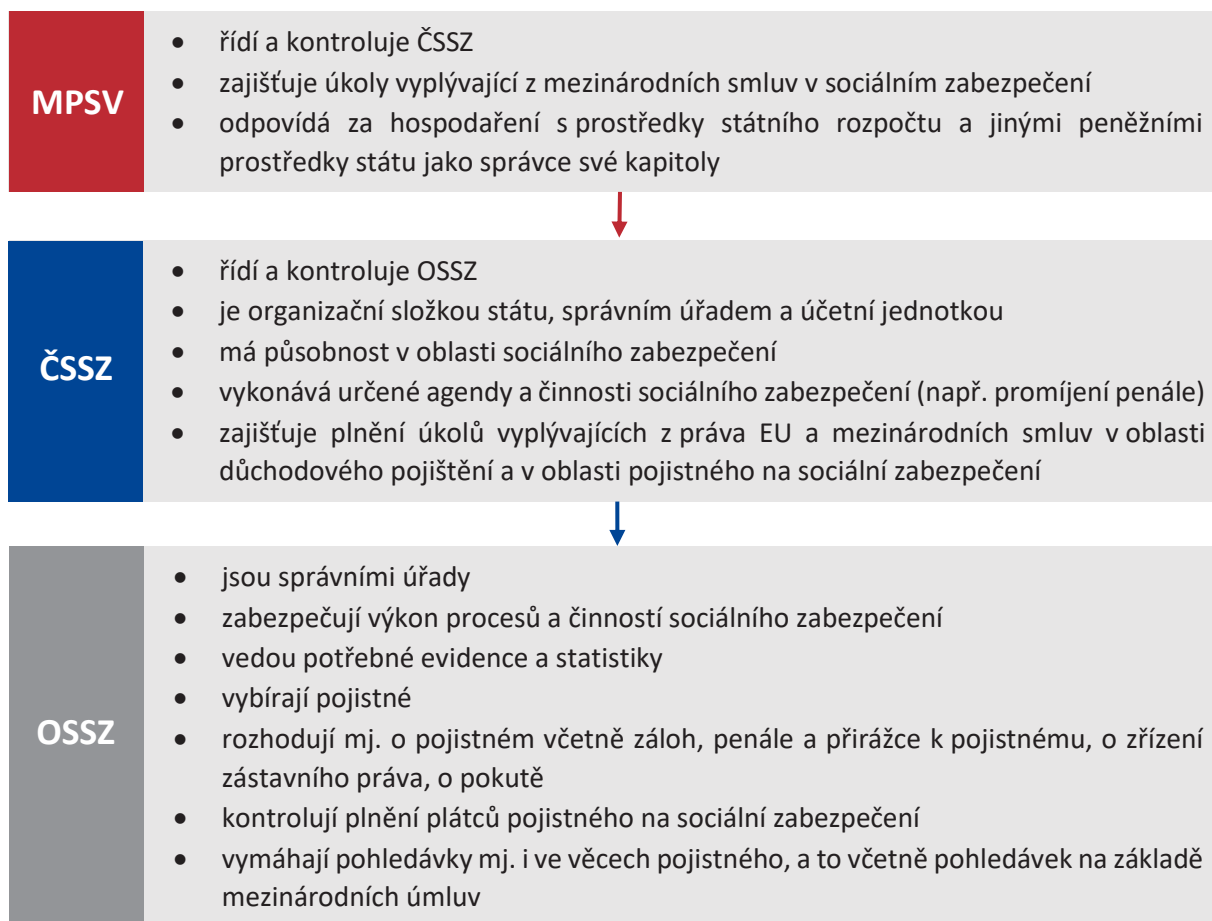 MPSV
• řídí a kontroluje ČSSZ
• zajišťuje úkoly vyplývající z mezinárodních smluv v sociálním zabezpečení
• odpovídá za hospodaření s prostředky státního rozpočtu a jinými peněžními
prostředky státu jako správce své kapitoly
ČSSZ
• řídí a kontroluje OSSZ
• je organizační složkou státu, správním úřadem a účetní jednotkou
• má působnost v oblasti sociálního zabezpečení
• vykonává určené agendy a činnosti sociálního zabezpečení (např. promíjení penále)
• zajišťuje plnění úkolů vyplývajících z práva EU a mezinárodních smluv v oblasti
důchodového pojištění a v oblasti pojistného na sociální zabezpečení
OSSZ
• jsou správními úřady
• zabezpečují výkon procesů a činností sociálního zabezpečení
• vedou potřebné evidence a statistiky
• vybírají pojistné
• rozhodují mj. o pojistném včetně záloh, penále a přirážce k pojistnému, o zřízení
zástavního práva, o pokutě
• kontrolují plnění plátců pojistného na sociální zabezpečení
• vymáhají pohledávky mj. i ve věcech pojistného, a to včetně pohledávek na základě
mezinárodních úmluv